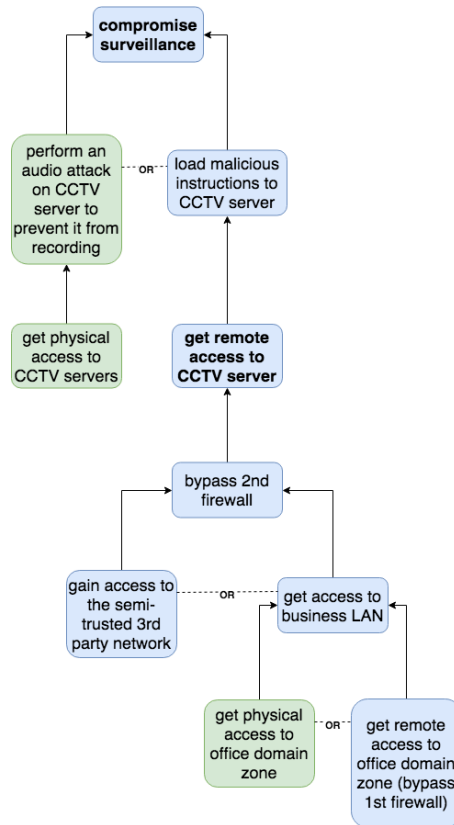 compromise
surveillance
perform an
audio attack
on CCTV
server to
prevent it from
recording
OR
load malicious
instructions to
CCTV server
get physical
access to
CCTV servers
get remote
access to
CCTV server
bypass 2nd
firewall
gain access to
the semi-
trusted 3rd
party network
OR
get access to
business LAN
get physical
access to
office domain
zone
OR
get remote
access to
office domain
zone (bypass
1st firewall)